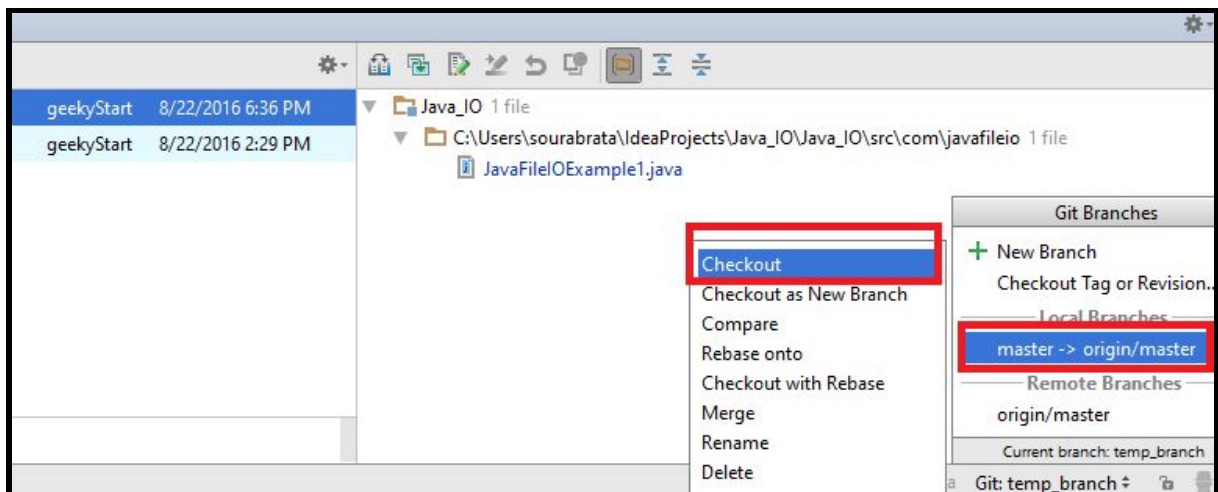 geekyStart 8/22/2016 6:36 PM
geekyStart 8/22/2016 2:29 PM
Java_IO 1 file
C:\Users\sourabrata\IdeaProjects\Java_IO\Java_IO\src\com\javafileio 1 file
JavaFileIOExample1.java
Checkout
Checkout as New Branch
Compare
Rebase onto
Checkout with Rebase
Merge
Rename
Delete
Git Branches
New Branch
Checkout Tag or Revision..
Local Branches
master -> origin/master
Remote Branches
origin/master
Current branch: temp_branch
Git: temp_branch